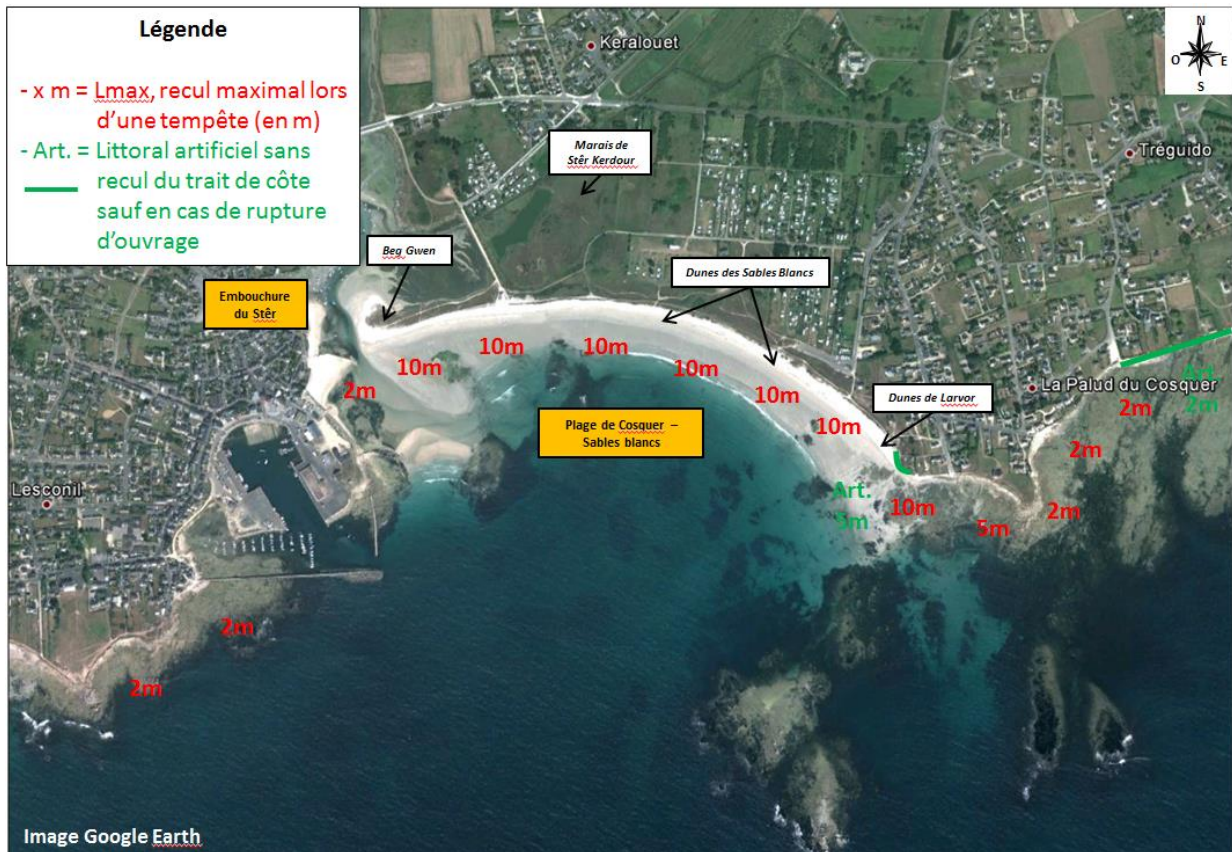 Légende
- x m = Lmax, recul maximal lors
d'une tempête (en m)
- Art. = Littoral artificiel sans
recul du trait de côte
sauf en cas de rupture
d'ouvrage
Keralouet
N
O
E
S
Marais de
Stêr Kerdour
Tréguido
Beg Gwen
Dunes des Sables Blancs
Embouchure
du Stêr
10m
10m
10m
10m
2m
10m
10m
Plage de Cosquer –
Sables blancs
Dunes de Larvor
La Palud du Cosquer
Art.
2m
2m
2m
Lesconil
Art.
5m
10m
5m
2m
2m
2m
Image Google Earth